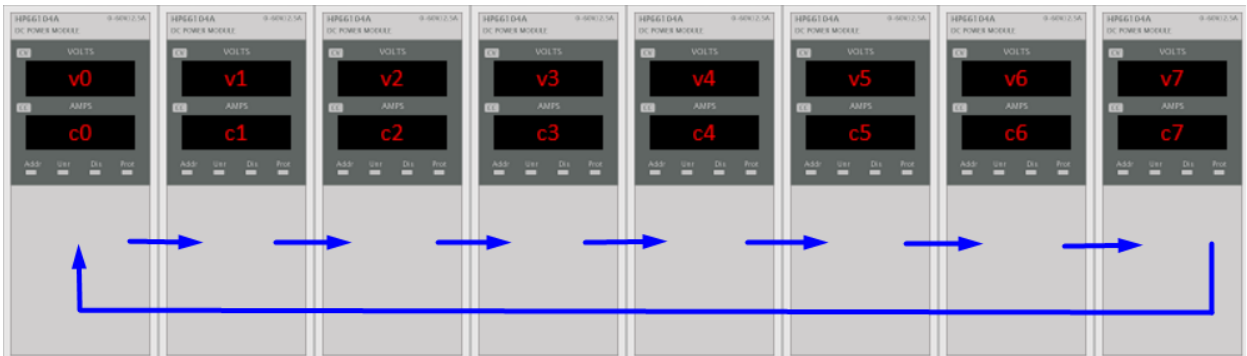 HP66104A 0-60V/2.5A HP66104A 0-60V/2.5A HP66104A 0-60V/2.5A HP66104A 0-60V/2.5A HP66104A 0-60V/2.5A HP66104A 0-60V/2.5A HP66104A 0-60V/2.5A HP66104A 0-60V/2.5A
DC POWER MODULE DC POWER MODULE DC POWER MODULE DC POWER MODULE DC POWER MODULE DC POWER MODULE DC POWER MODULE DC POWER MODULE
CV VOLTS CV VOLTS CV VOLTS CV VOLTS CV VOLTS CV VOLTS CV VOLTS CV VOLTS
v0 v1 v2 v3 v4 v5 v6 v7
CC AMPS CC AMPS CC AMPS CC AMPS CC AMPS CC AMPS CC AMPS CC AMPS
c0 c1 c2 c3 c4 c5 c6 c7
Addr Unr Dis Prot Addr Unr Dis Prot Addr Unr Dis Prot Addr Unr Dis Prot Addr Unr Dis Prot Addr Unr Dis Prot Addr Unr Dis Prot Addr Unr Dis Prot